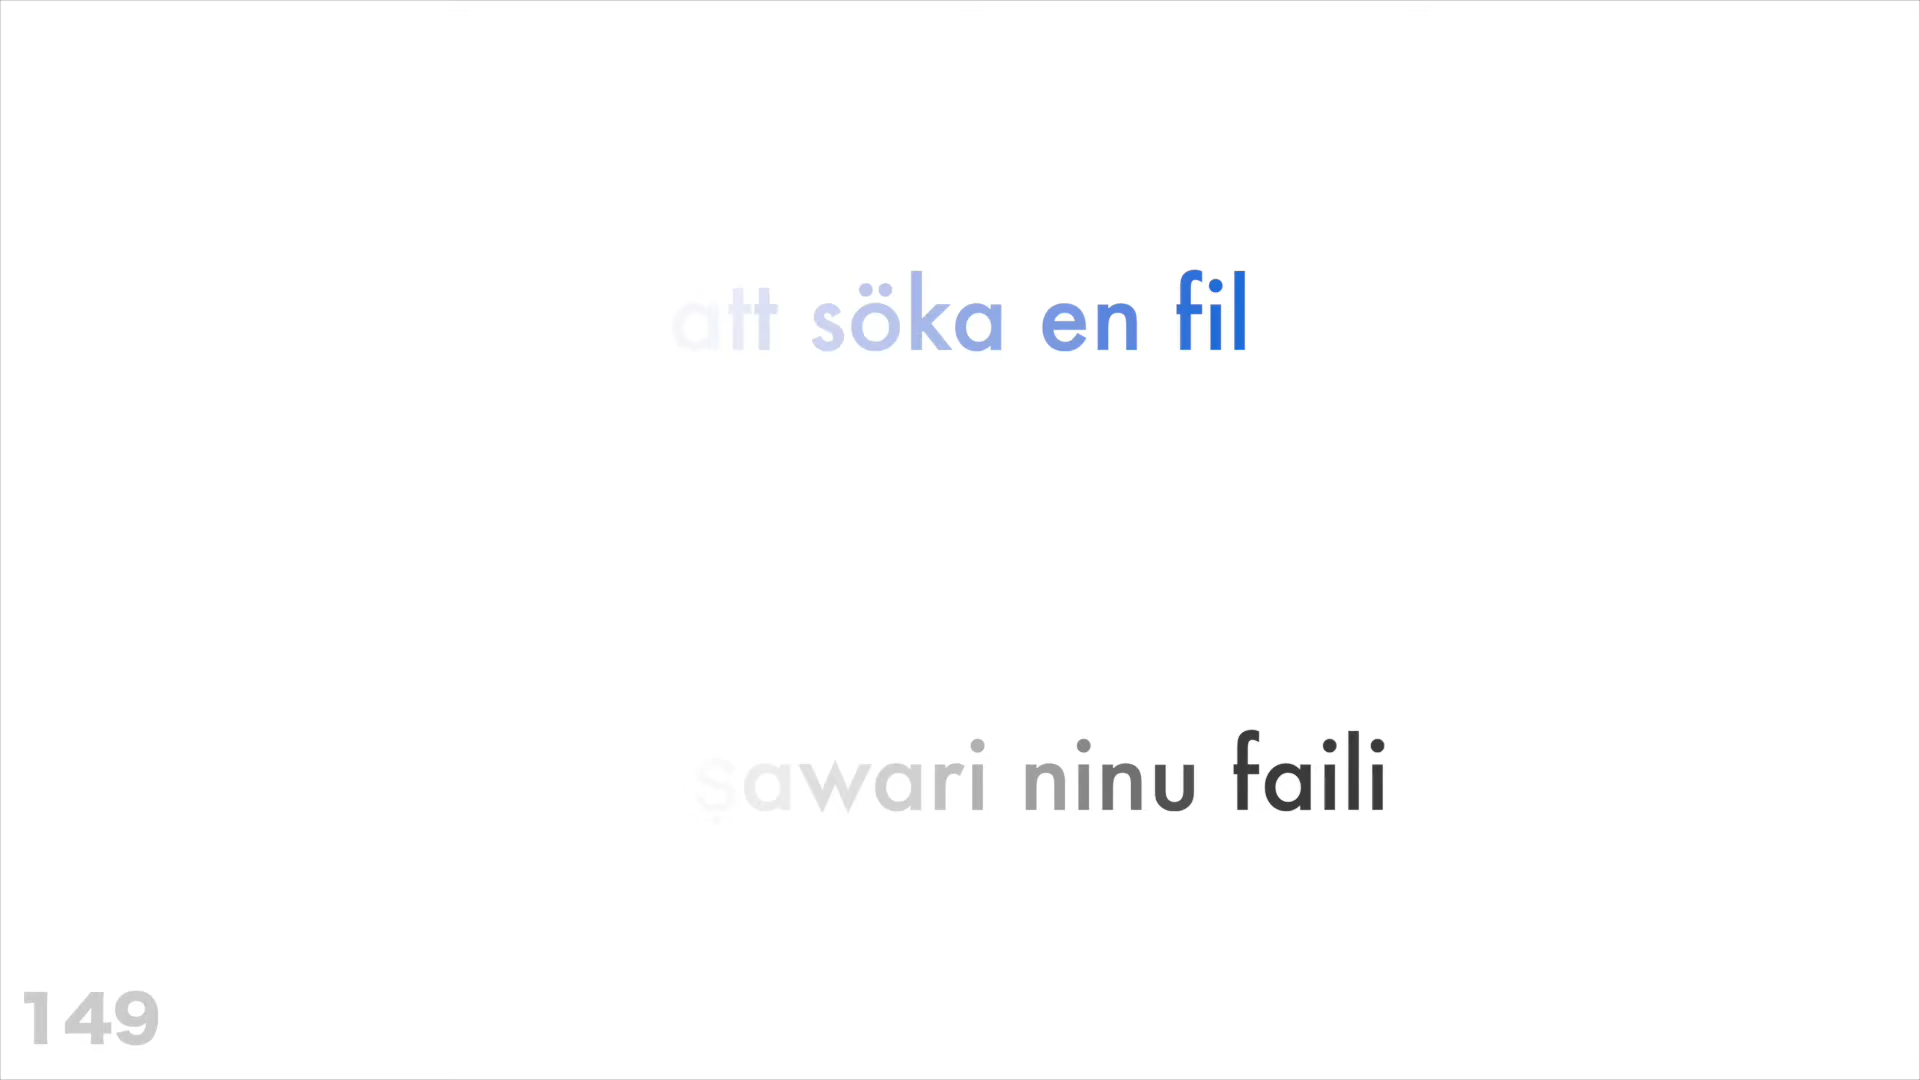 att söka en fil
ṣawari ninu faili
149